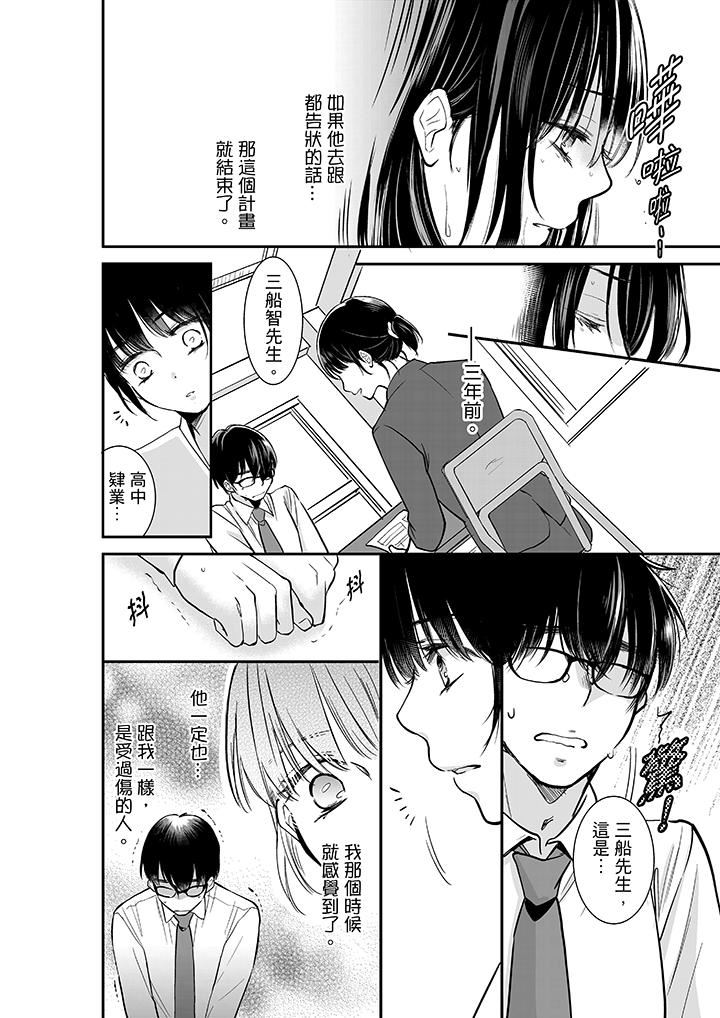 嘩
啦
啦
…
如果他去跟
都告狀的話…
那這個計畫
就結束了。
—三年前。
三船智先生。
高中
肄業…
驚！
三船先生，
這是…
抖
抖
我那個時候
就感覺到了。
他一定也…
跟我一樣，
是受過傷的人。